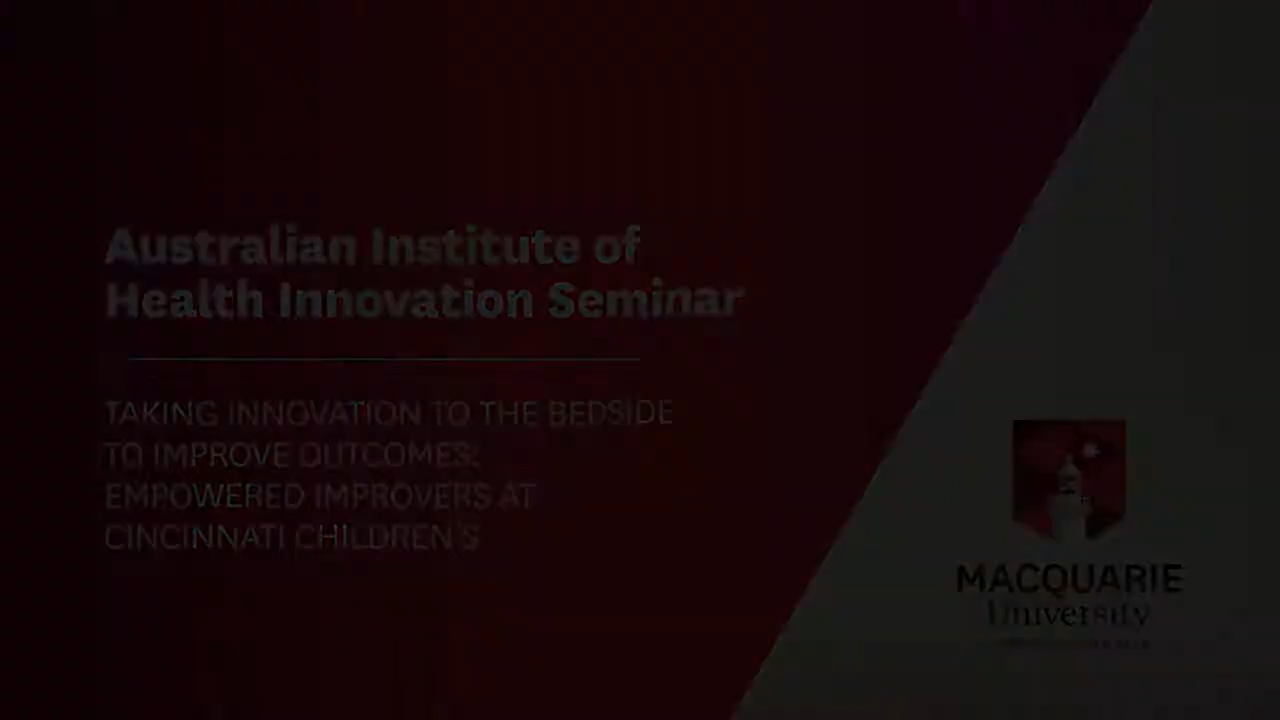 Australian Institute of
Health Innovation Seminar
TAKING INNOVATION TO THE BEDSIDE
TO IMPROVE OUTCOMES:
EMPOWERED IMPROVERS AT
CINCINNATI CHILDREN'S
MACQUARIE
University